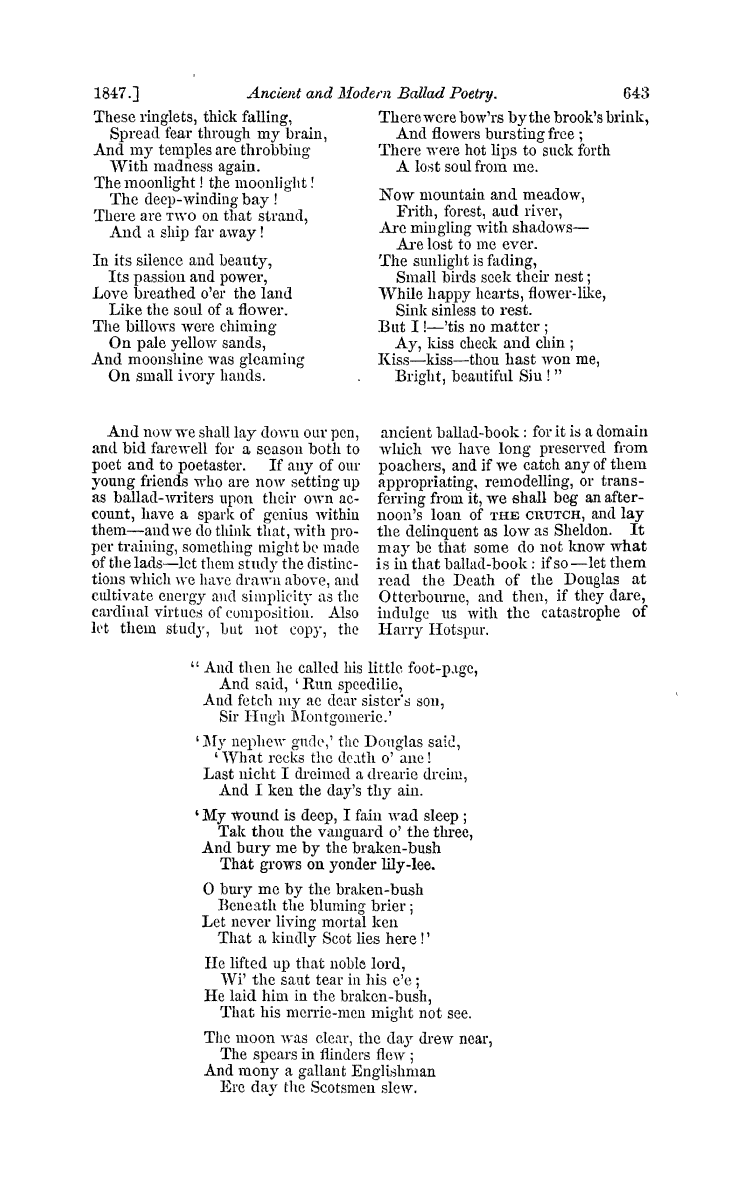 1847.] Ancient and Modern Ballad Poetry. 643
These ringlets, thick falling,
Spread fear through my brain,
And my temples are throbbing
With madness again.
The moonlight! the moonlight!
The deep-winding bay!
There are TWO on that strand,
And a ship far away!
In its silence and beauty,
Its passion and power,
Love breathed o'er the land
Like the soul of a flower.
The billows were chiming
On pale yellow sands,
And moonshine was gleaming
On small ivory hands.
There were bow'rs by the brook's brink,
And flowers bursting free;
There were hot lips to suck forth
A lost soul from me.
Now mountain and meadow,
Frith, forest, and river,
Are mingling with shadows—
Are lost to me ever.
The sunlight is fading,
Small birds seek their nest;
While happy hearts, flower-like,
Sink sinless to rest.
But I!—'tis no matter;
Ay, kiss cheek and chin;
Kiss—kiss—thou hast won me,
Bright, beautiful Sin!"
And now we shall lay down our pen,
and bid farewell for a season both to
poet and to poetaster. If any of our
young friends who are now setting up
as ballad-writers upon their own ac-
count, have a spark of genius within
them—and we do think that, with pro-
per training, something might be made
of the lads—let them study the distinc-
tions which we have drawn above, and
cultivate energy and simplicity as the
cardinal virtues of composition. Also
let them study, but not copy, the
ancient ballad-book: for it is a domain
which we have long preserved from
poachers, and if we catch any of them
appropriating, remodelling, or trans-
ferring from it, we shall beg an after-
noon's loan of THE CRUTCH, and lay
the delinquent as low as Sheldon. It
may be that some do not know what
is in that ballad-book: if so—let them
read the Death of the Douglas at
Otterbourne, and then, if they dare,
indulge us with the catastrophe of
Harry Hotspur.
"And then he called his little foot-page,
And said, 'Run speedilie,
And fetch my ae dear sister's son,
Sir Hugh Montgomerie.'
'My nephew gude,' the Douglas said,
'What recks the death o' ane!
Last nicht I dreimed a drearie dreim,
And I ken the day's thy ain.
'My wound is deep, I fain wad sleep;
Tak thou the vanguard o' the three,
And bury me by the braken-bush
That grows on yonder lily-lee.
O bury me by the braken-bush
Beneath the bluming brier;
Let never living mortal ken
That a kindly Scot lies here!'
He lifted up that noble lord,
Wi' the saut tear in his e'e;
He laid him in the braken-bush,
That his merrie-men might not see.
The moon was clear, the day drew near,
The spears in flinders flew;
And mony a gallant Englishman
Ere day the Scotsmen slew.